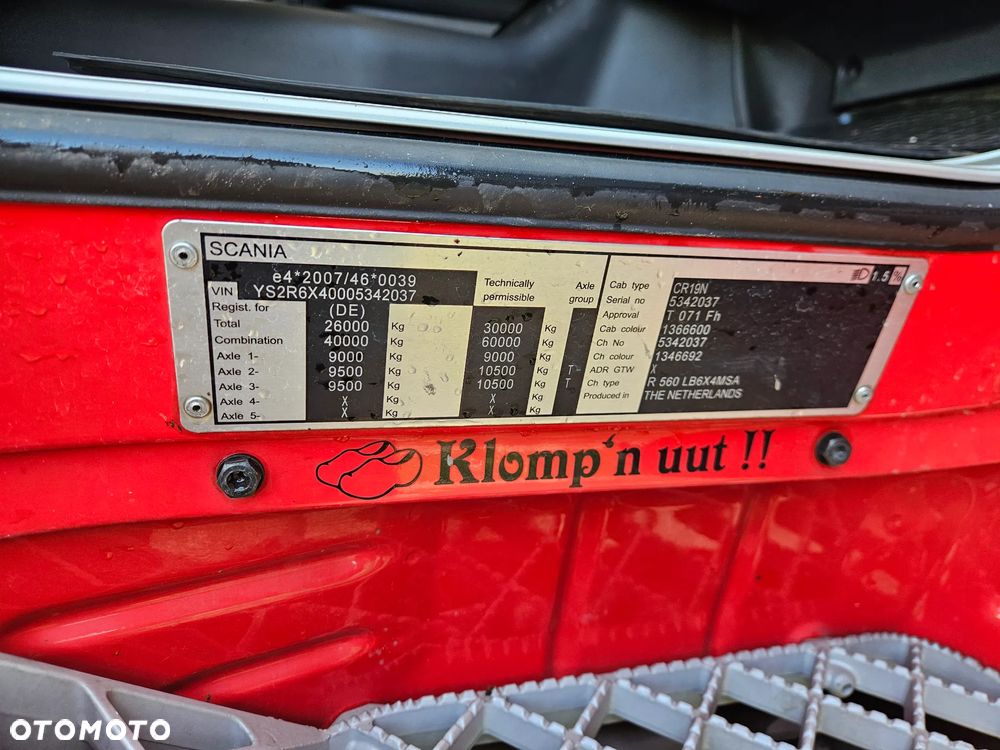 SCANIA
e4*2007/46*0039
VIN YS2R6X40005342037
Regist. for (DE)
Technically permissible
Axle group
Total 26000 Kg 30000 Kg
Combination 40000 Kg 60000 Kg
Axle 1- 9000 Kg 9000 Kg
Axle 2- 9500 Kg 10500 Kg T-
Axle 3- 9500 Kg 10500 Kg T
Axle 4- X Kg X Kg
Axle 5- X Kg X Kg
1.5 %
Cab type CR19N
Serial no 5342037
Approval T 071 Fh
Cab colour 1366600
Ch No 5342037
Ch colour 1346692
ADR GTW X
Ch type R 560 LB6X4MSA
Produced in THE NETHERLANDS
Klomp'n uut !!
OTOMOTO